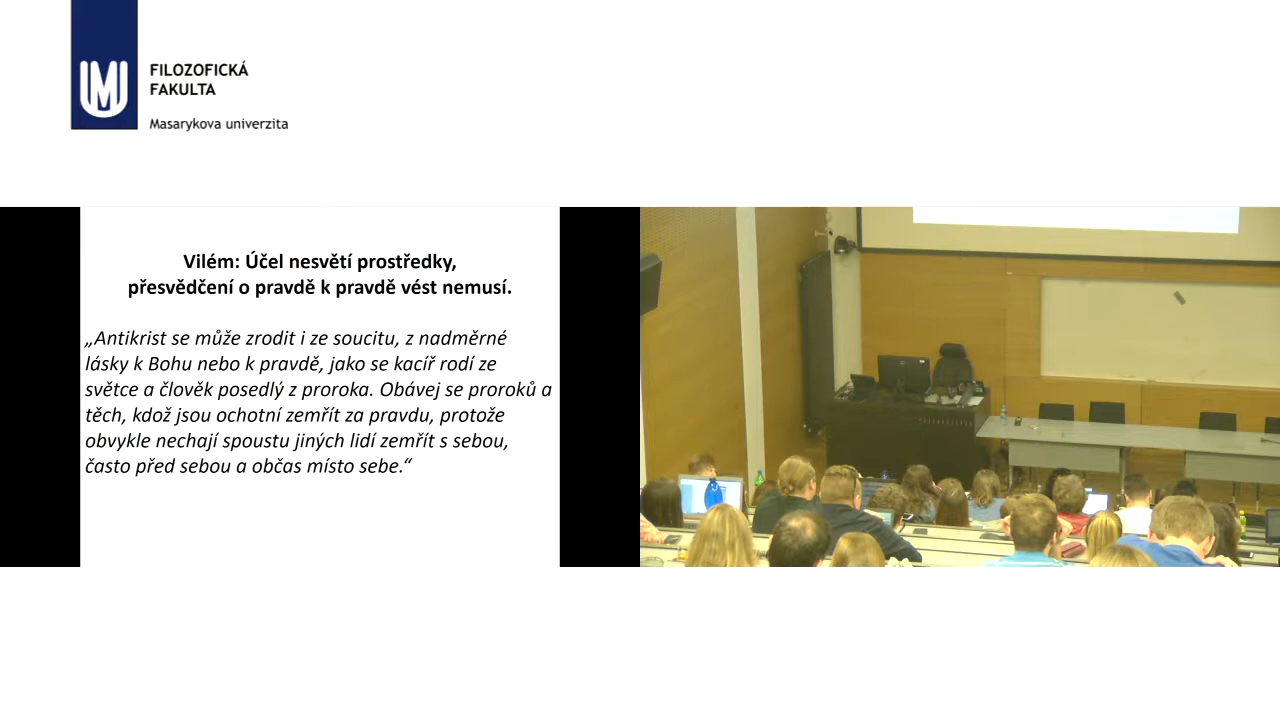 FILOZOFICKÁ
FAKULTA
Masarykova univerzita
Vilém: Účel nesvětí prostředky,
přesvědčení o pravdě k pravdě vést nemusí.
„Antikrist se může zrodit i ze soucitu, z nadměrné
lásky k Bohu nebo k pravdě, jako se kacíř rodí ze
světce a člověk posedlý z proroka. Obávej se proroků a
těch, kdož jsou ochotní zemřít za pravdu, protože
obvykle nechají spoustu jiných lidí zemřít s sebou,
často před sebou a občas místo sebe.“